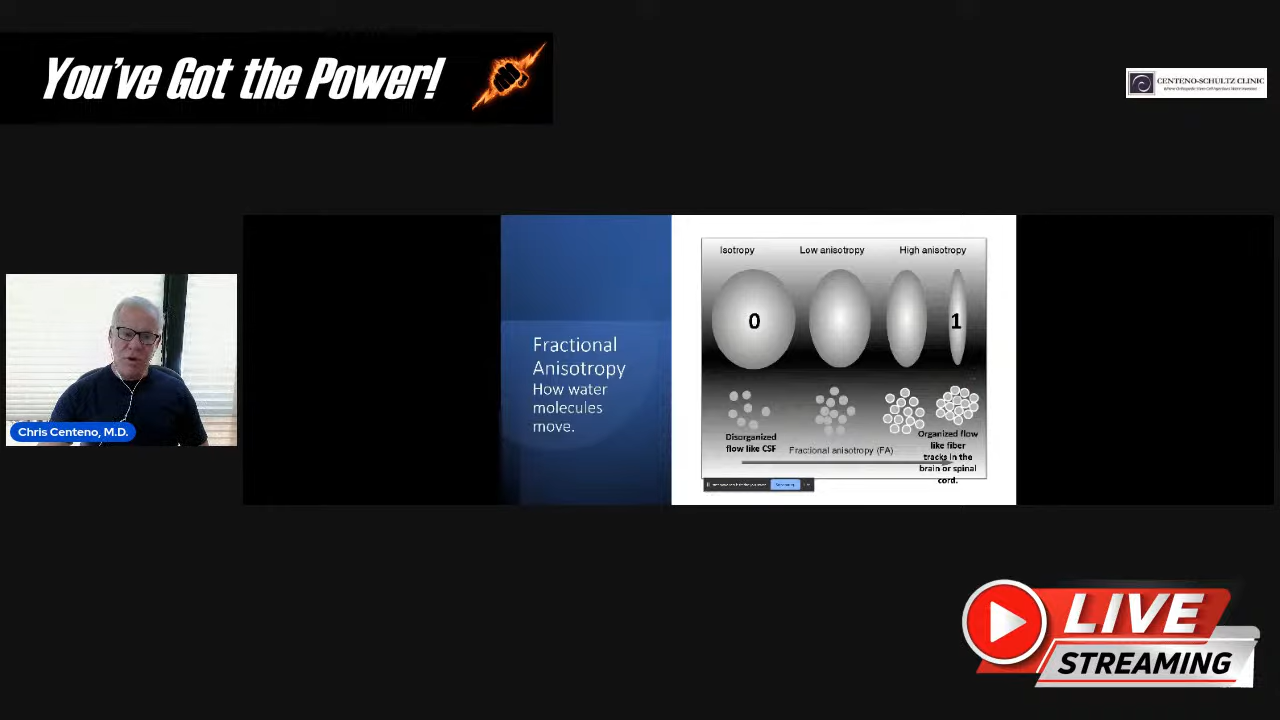 You've Got the Power!
CENTENO-SCHULTZ CLINIC
Chris Centeno, M.D.
Fractional
Anisotropy
How water
molecules
move.
Isotropy
Low anisotropy
High anisotropy
0
1
Disorganized
flow like CSF
Fractional anisotropy (FA)
Organized flow
like fiber
tracks in the
brain or spinal
cord.
LIVE
STREAMING